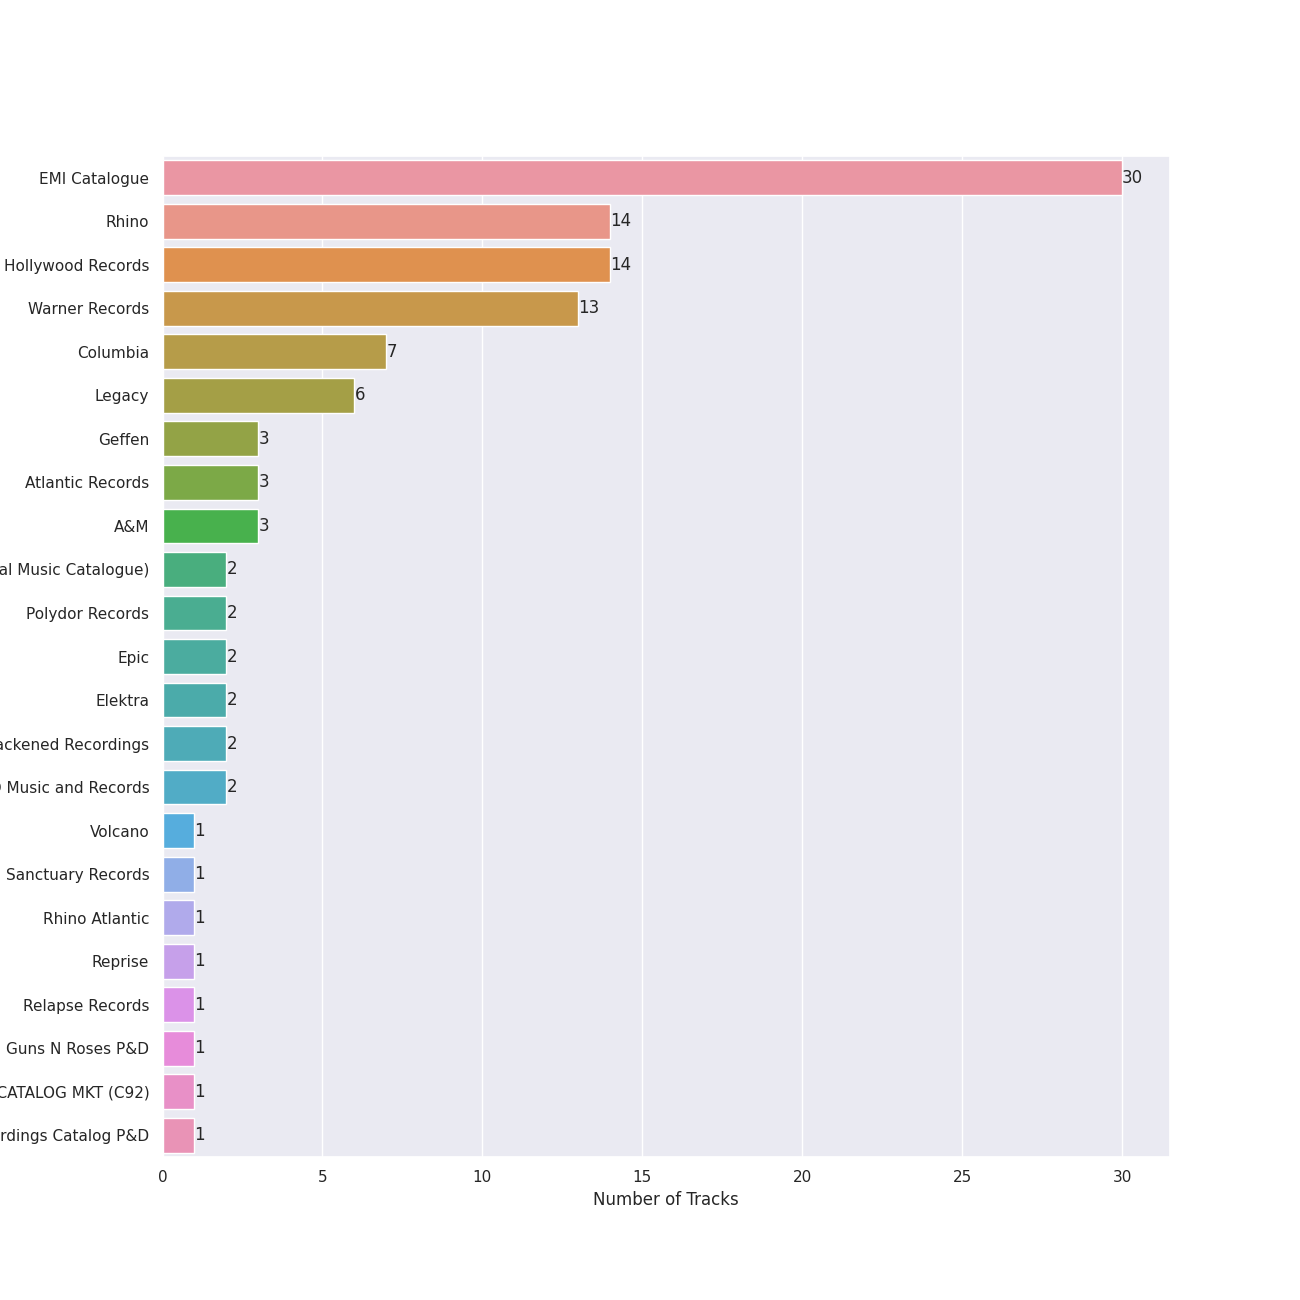 EMI Catalogue 30
Rhino 14
Hollywood Records 14
Warner Records 13
Columbia 7
Legacy 6
Geffen 3
Atlantic Records 3
A&M 3
al Music Catalogue) 2
Polydor Records 2
Epic 2
Elektra 2
ackened Recordings 2
Music and Records 2
Volcano 1
Sanctuary Records 1
Rhino Atlantic 1
Reprise 1
Relapse Records 1
Guns N Roses P&D 1
CATALOG MKT (C92) 1
rdings Catalog P&D 1
0 5 10 15 20 25 30
Number of Tracks